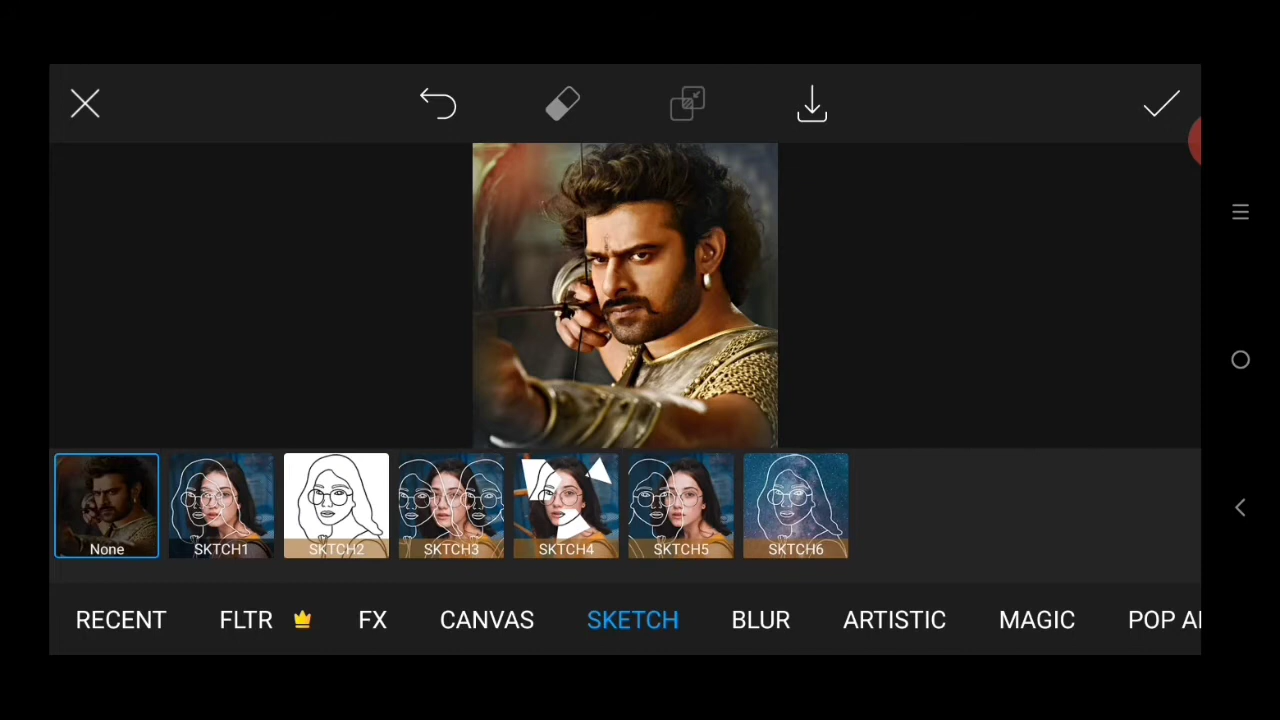 None SKTCH1 SKTCH2 SKTCH3 SKTCH4 SKTCH5 SKTCH6
RECENT FLTR FX CANVAS SKETCH BLUR ARTISTIC MAGIC POP A